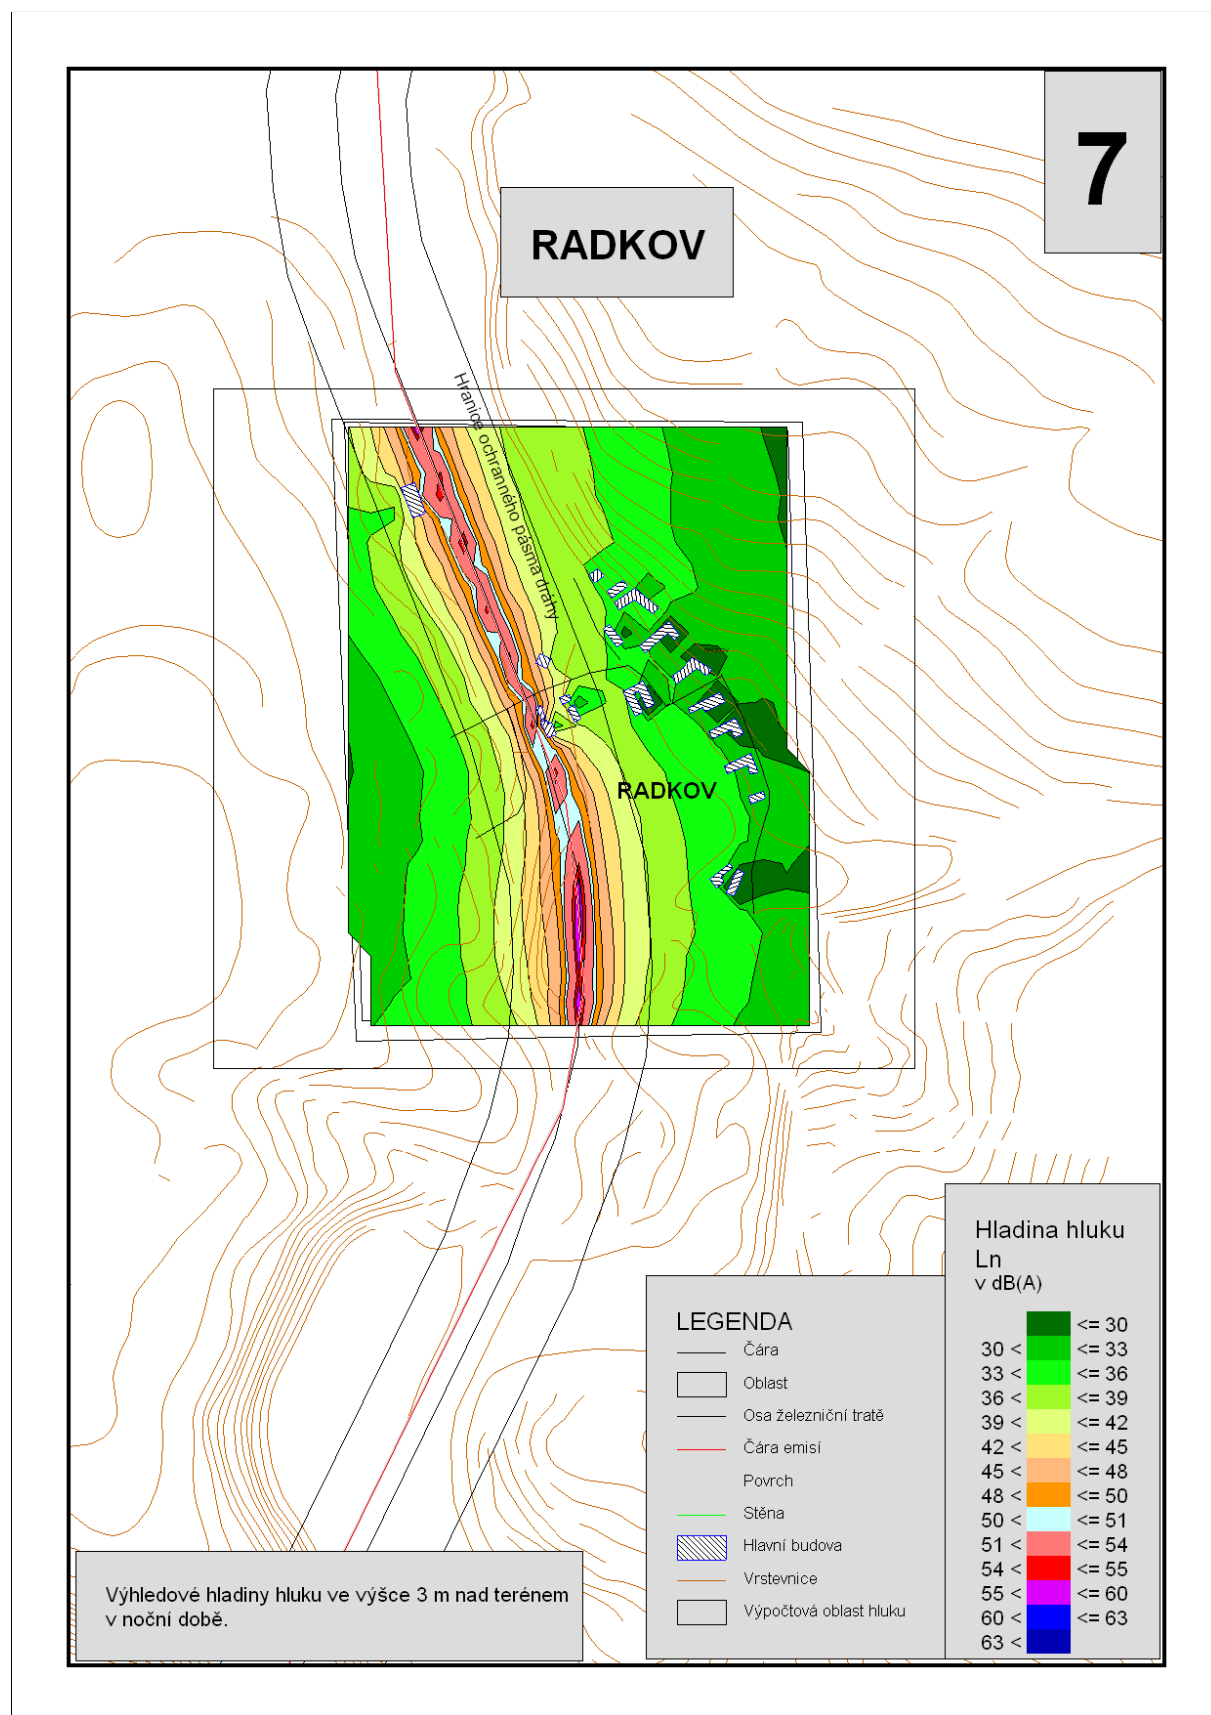 7
RADKOV
Hranice ochranného pásma dráhy
RADKOV
Hladina hluku
Ln
v dB(A)
<= 30
30 < <= 33
33 < <= 36
36 < <= 39
39 < <= 42
42 < <= 45
45 < <= 48
48 < <= 50
50 < <= 51
51 < <= 54
54 < <= 55
55 < <= 60
60 < <= 63
63 <
LEGENDA
Čára
Oblast
Osa železniční tratě
Čára emisí
Povrch
Stěna
Hlavní budova
Vrstevnice
Výpočtová oblast hluku
Výhledové hladiny hluku ve výšce 3 m nad terénem
v noční době.